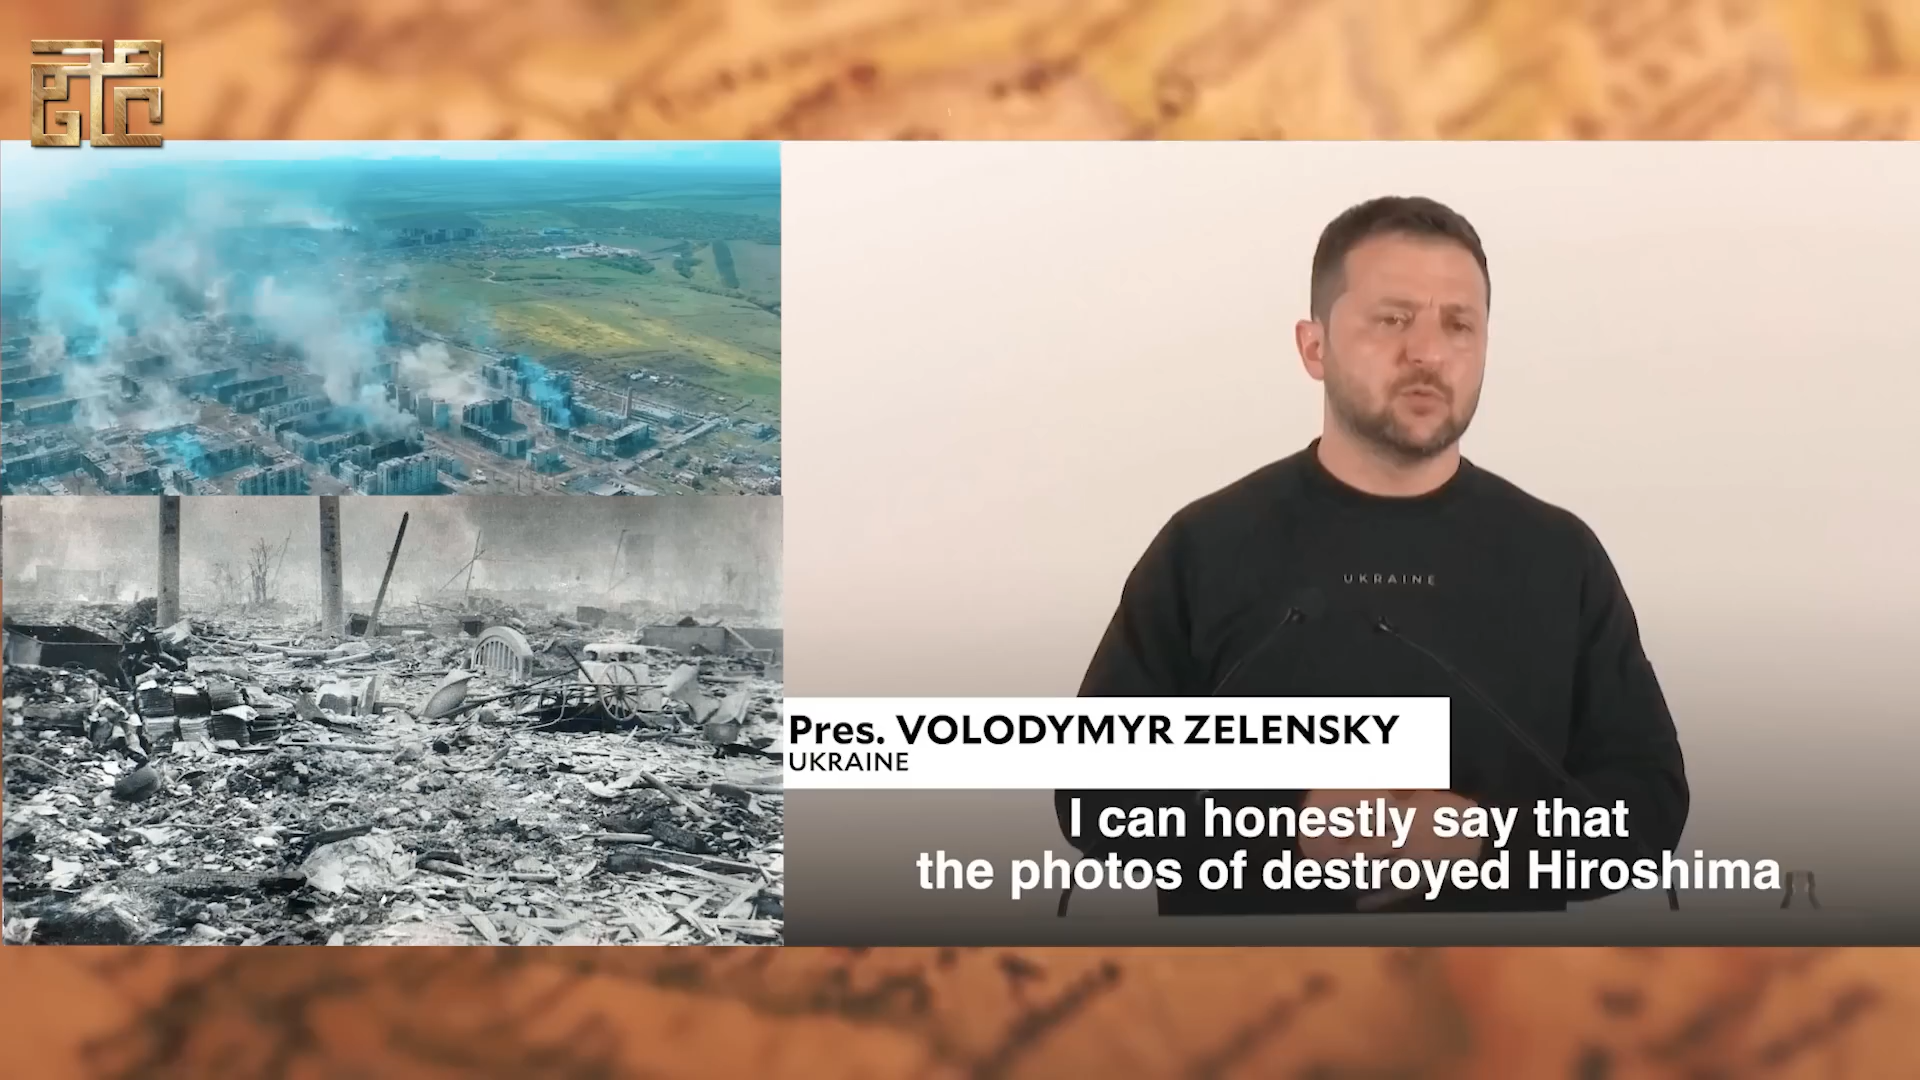 UKRAINE
Pres. VOLODYMYR ZELENSKY
UKRAINE
I can honestly say that
the photos of destroyed Hiroshima